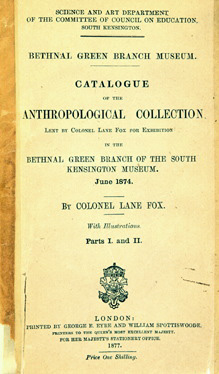 SCIENCE AND ART DEPARTMENT
OF THE COMMITTEE OF COUNCIL ON EDUCATION,
SOUTH KENSINGTON.
BETHNAL GREEN BRANCH MUSEUM.
CATALOGUE
OF THE
ANTHROPOLOGICAL COLLECTION
LENT BY COLONEL LANE FOX FOR EXHIBITION
IN THE
BETHNAL GREEN BRANCH OF THE SOUTH
KENSINGTON MUSEUM.
June 1874.
BY COLONEL LANE FOX.
With Illustrations
Parts I. and II.
LONDON:
PRINTED BY GEORGE E. EYRE AND WILLIAM SPOTTISWOODE,
PRINTERS TO THE QUEEN'S MOST EXCELLENT MAJESTY.
FOR HER MAJESTY'S STATIONERY OFFICE.
1877.
Price One Shilling.